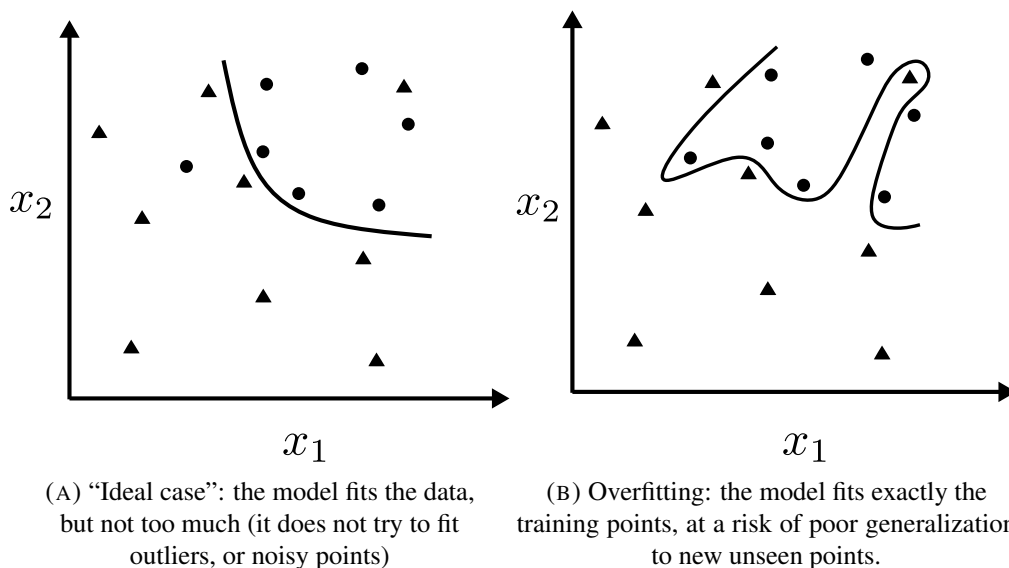 x₂
x₁
(A) “Ideal case”: the model fits the data,
but not too much (it does not try to fit
outliers, or noisy points)
x₂
x₁
(B) Overfitting: the model fits exactly the
training points, at a risk of poor generalization
to new unseen points.